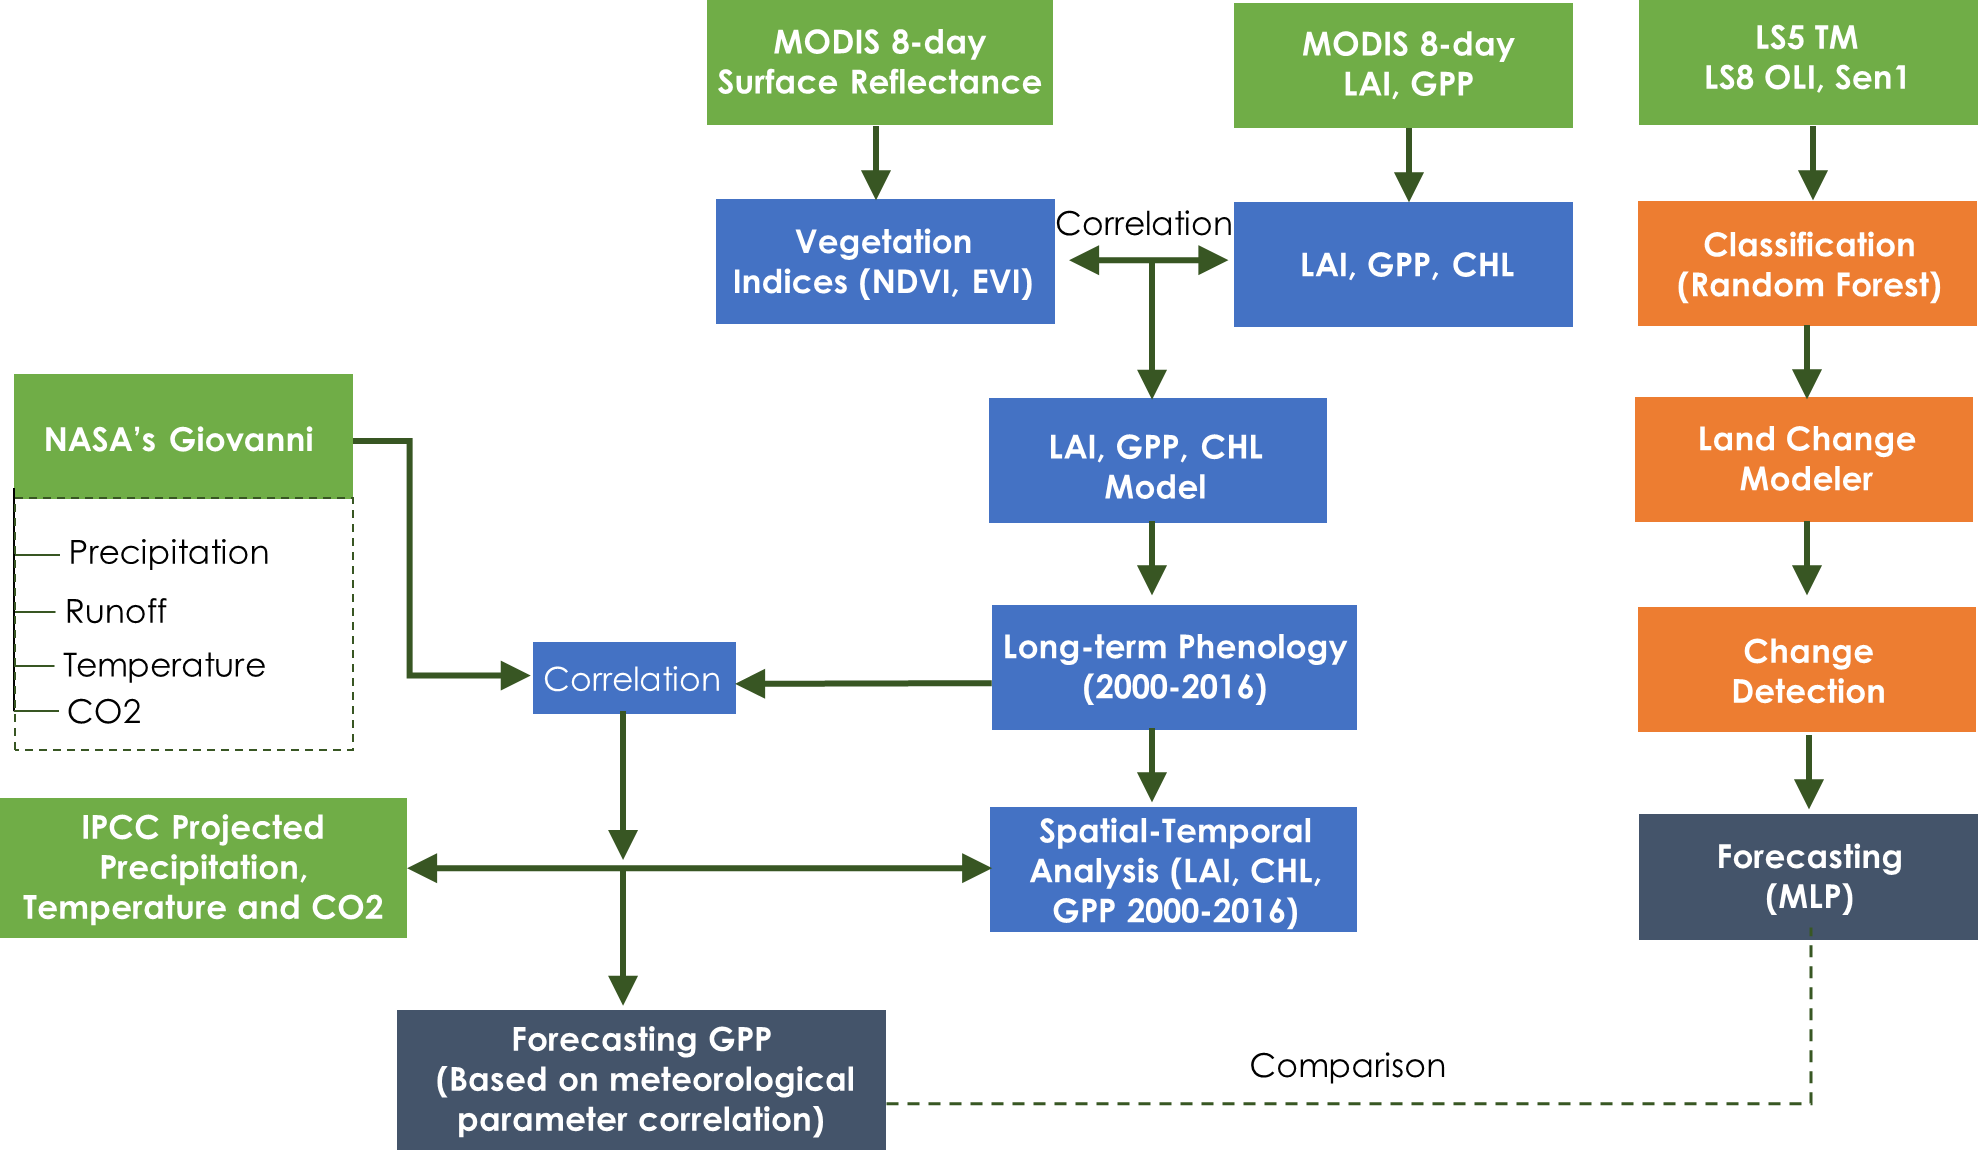 MODIS 8-day
Surface Reflectance
MODIS 8-day
LAI, GPP
LS5 TM
LS8 OLI, Sen1
Vegetation
Indices (NDVI, EVI)
Correlation
LAI, GPP, CHL
Classification
(Random Forest)
NASA’s Giovanni
Precipitation
Runoff
Temperature
CO2
LAI, GPP, CHL
Model
Land Change
Modeler
Correlation
Long-term Phenology
(2000-2016)
Change
Detection
IPCC Projected
Precipitation,
Temperature and CO2
Spatial-Temporal
Analysis (LAI, CHL,
GPP 2000-2016)
Forecasting
(MLP)
Forecasting GPP
(Based on meteorological
parameter correlation)
Comparison